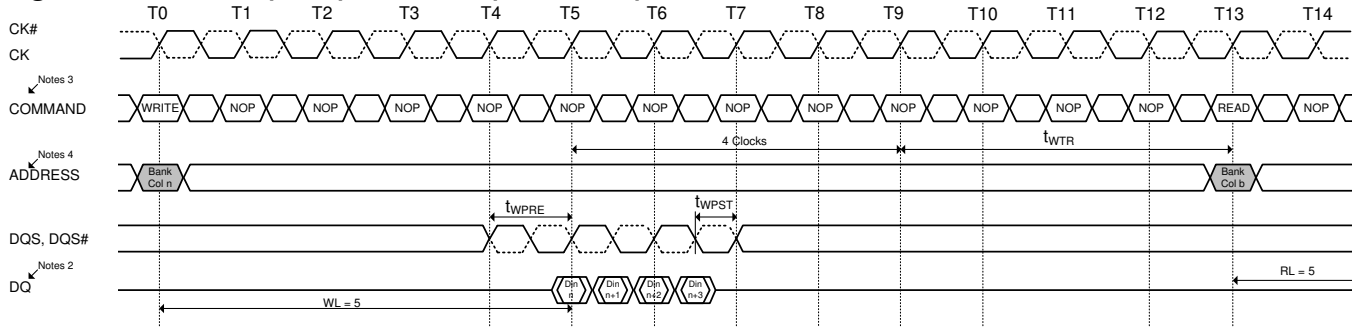 T0 T1 T2 T3 T4 T5 T6 T7 T8 T9 T10 T11 T12 T13 T14
CK#
CK
Notes 3
COMMAND WRITE NOP NOP NOP NOP NOP NOP NOP NOP NOP NOP NOP NOP READ NOP
4 Clocks tWTR
Notes 4
ADDRESS Bank Col n Bank Col b
tWPRE tWPST
DQS, DQS#
Notes 2
DQ Din n Din n+1 Din n+2 Din n+3
RL = 5
WL = 5